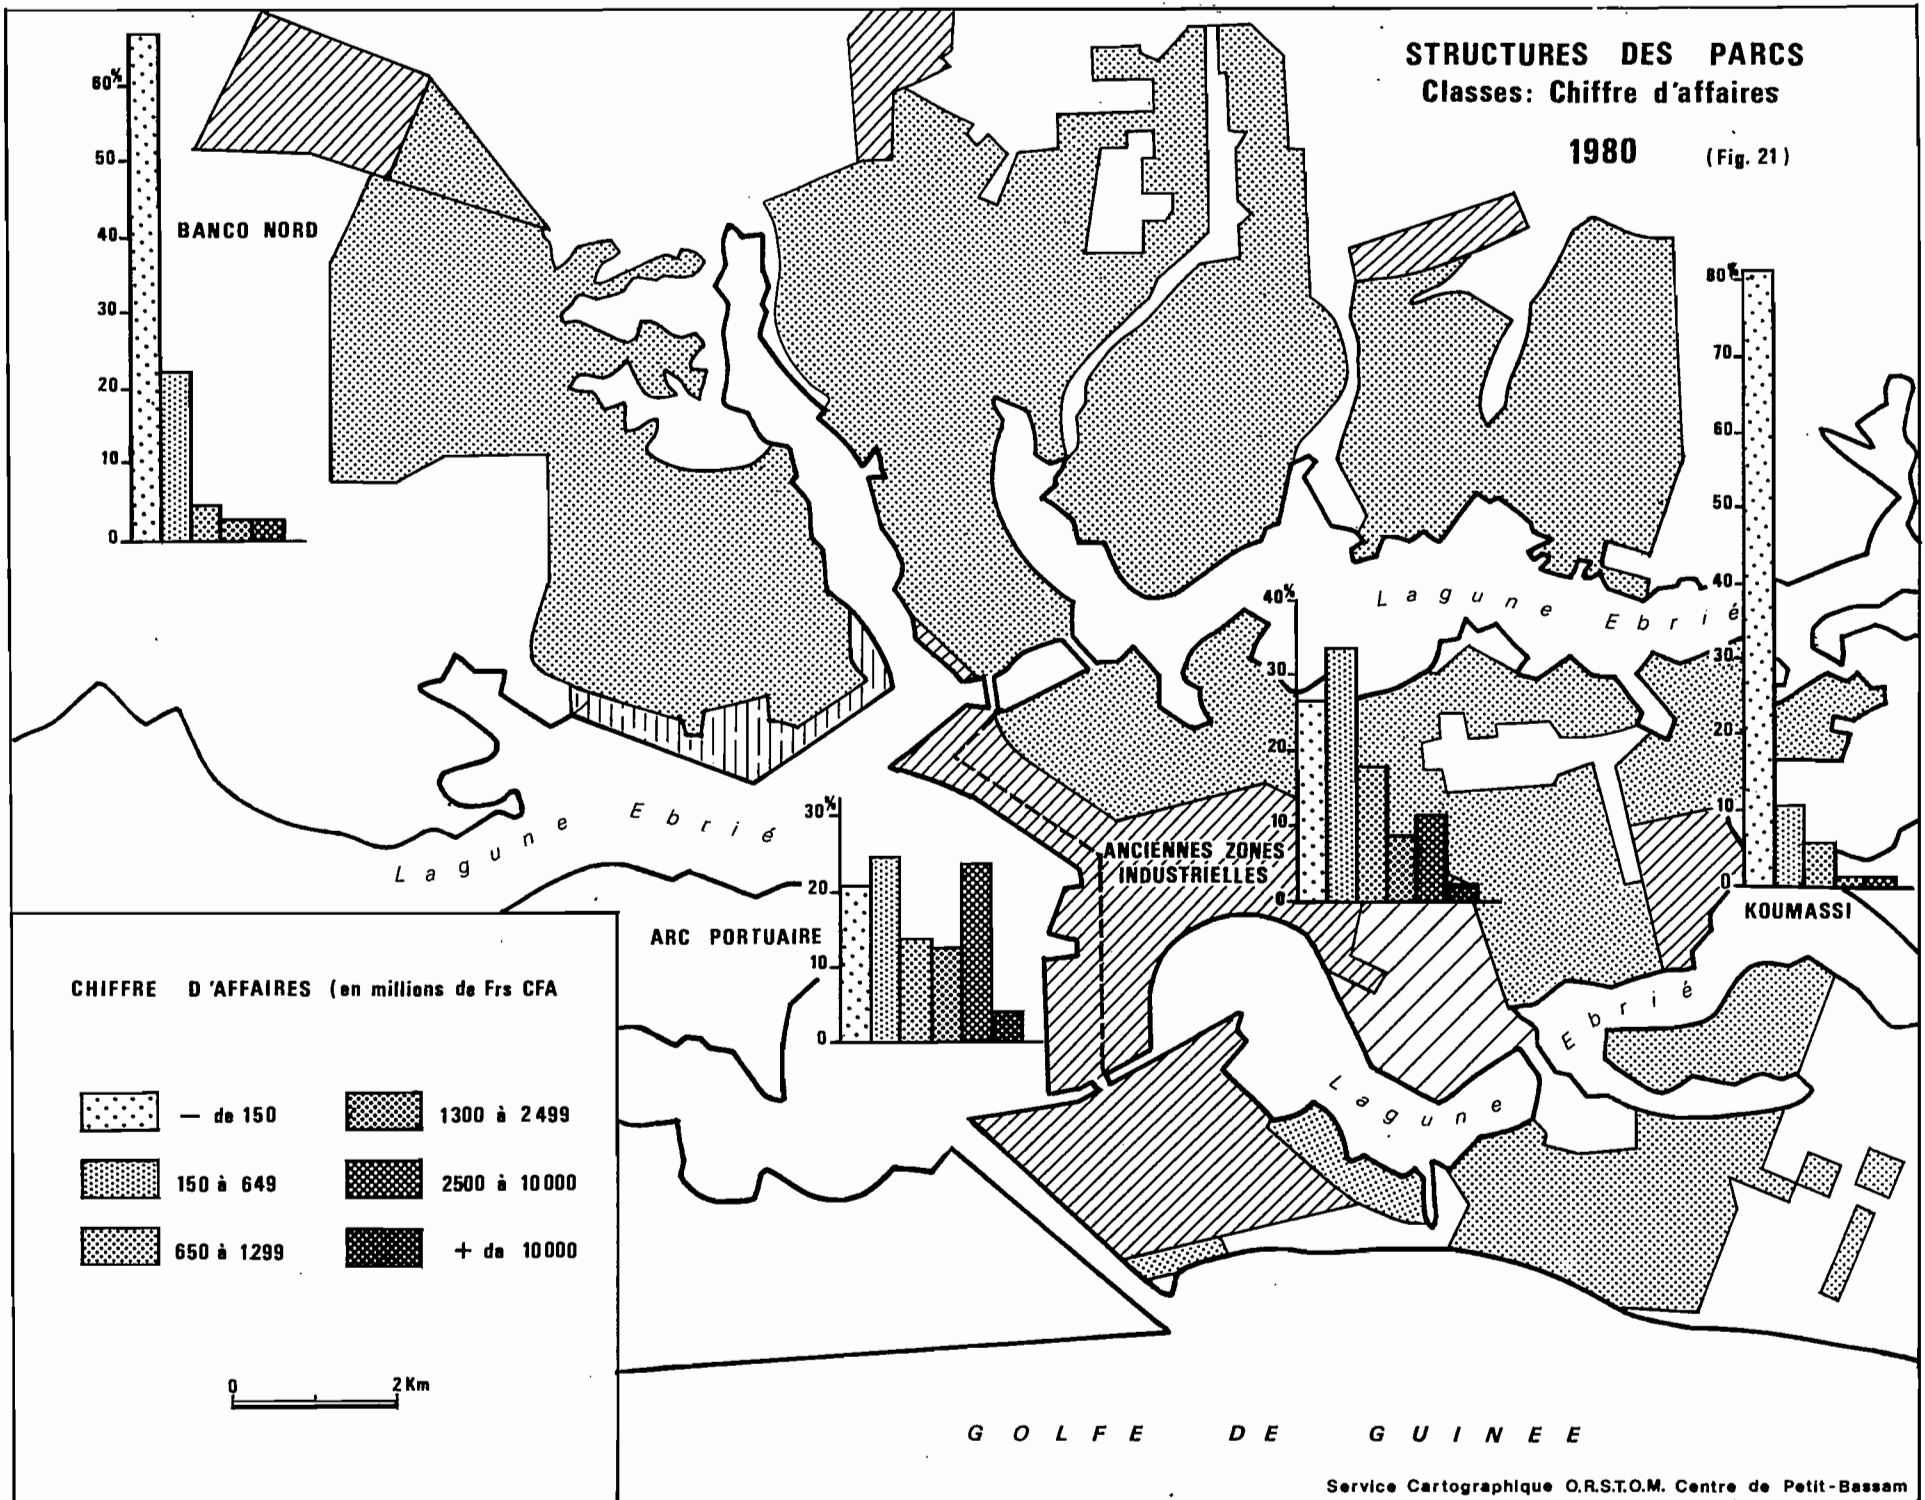 STRUCTURES DES PARCS
Classes: Chiffre d'affaires
1980 (Fig. 21)
60%
50
40
30
20
10
0
BANCO NORD
80%
70
60
50
40
30
20
10
0
KOUMASSI
40%
30
20
10
0
ANCIENNES ZONES
INDUSTRIELLES
30%
20
10
0
ARC PORTUAIRE
Lagune Ebrié
Lagune Ebrié
Lagune Ebrié
CHIFFRE D'AFFAIRES (en millions de Frs CFA
— de 150
150 à 649
650 à 1299
1300 à 2499
2500 à 10000
+ de 10000
0 2 Km
GOLFE DE GUINEE
Service Cartographique O.R.S.T.O.M. Centre de Petit-Bassam